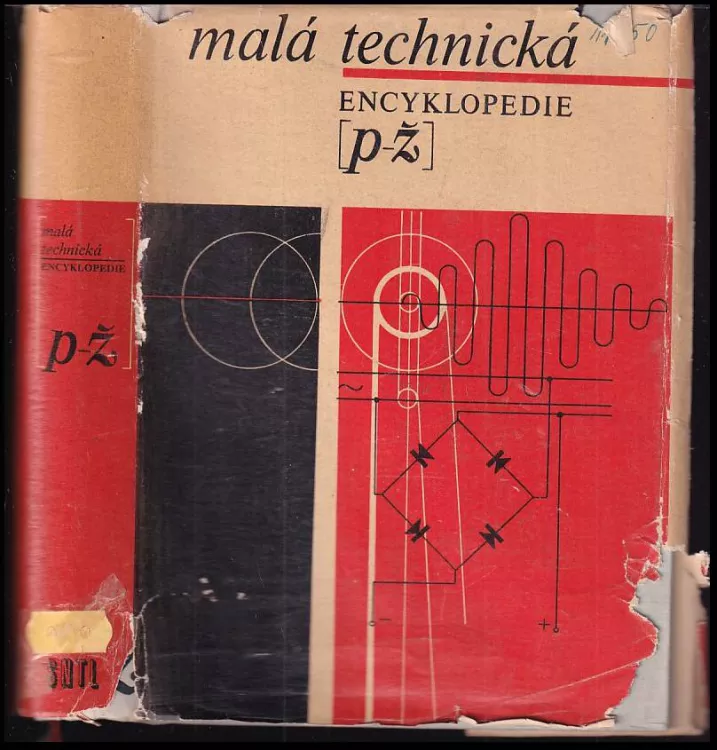 malá technická
ENCYKLOPEDIE
[p-ž]
malá
technická
ENCYKLOPEDIE
p-ž]
SNTL
~
-
+